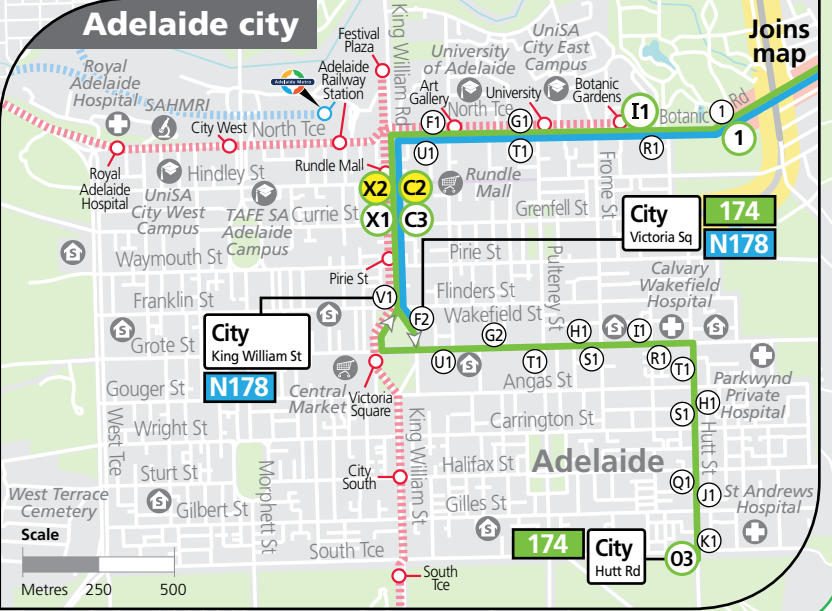 Adelaide city
Joins
map
Festival
Plaza
King William Rd
University
of Adelaide
UniSA
City East
Campus
Royal
Adelaide
Hospital
SAHMRI
Adelaide Metro
Adelaide
Railway
Station
Art
Gallery
University
Botanic
Gardens
North Tce
I1
Botanic Rd
1
1
City West
North Tce
F1
G1
U1
T1
R1
Royal
Adelaide
Hospital
Hindley St
Rundle Mall
Rundle
Mall
Frome St
UniSA
City West
Campus
TAFE SA
Adelaide
Campus
Currie St
X2
C2
X1
C3
Grenfell St
City
Victoria Sq
174
N178
Waymouth St
Pirie St
Pirie St
Pulteney St
Calvary
Wakefield
Hospital
Franklin St
V1
Flinders St
F2
Wakefield St
S
S
Grote St
City
King William St
N178
G2
H1
S
I1
S
U1
S
T1
S1
R1
T1
Gouger St
Central
Market
Victoria
Square
Angas St
Parkwynd
Private
Hospital
West Tce
Wright St
King William St
Carrington St
S1
H1
Hutt St
Sturt St
Morphett St
City
South
Halifax St
Adelaide
West Terrace
Cemetery
S
Gilbert St
Gilles St
S
Q1
J1
St Andrews
Hospital
Scale
Metres 250 500
South Tce
South
Tce
174
City
Hutt Rd
O3
K1
S